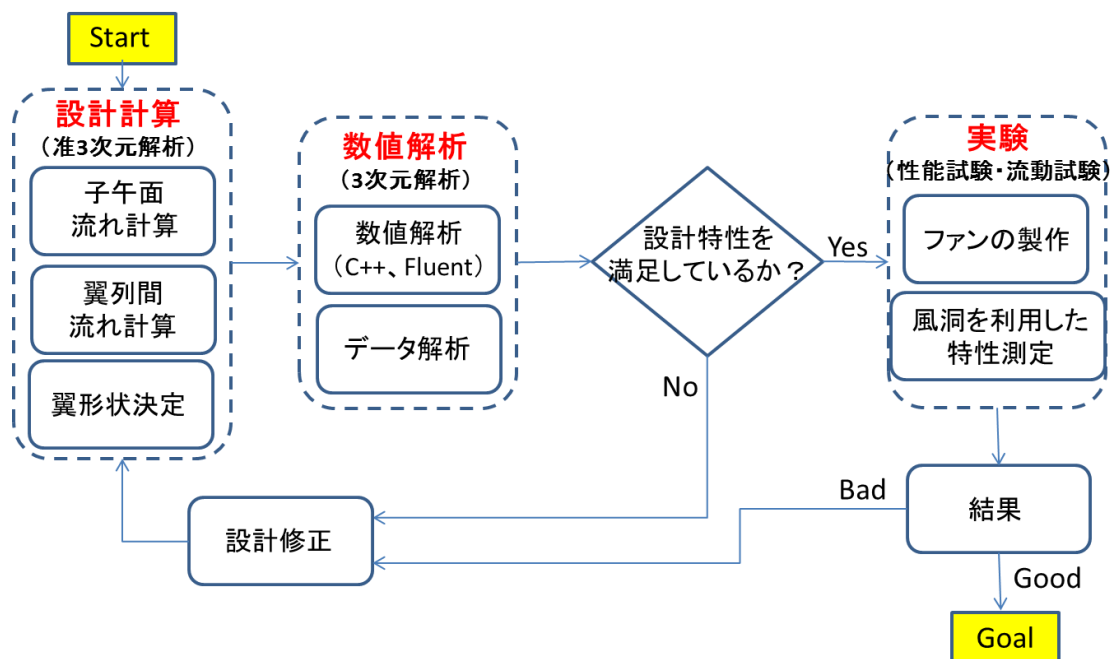 Start
設計計算
（准3次元解析）
子午面
流れ計算
翼列間
流れ計算
翼形状決定
数値解析
（3次元解析）
数値解析
（C++、Fluent）
データ解析
設計特性を
満足しているか？
Yes
No
実験
（性能試験・流動試験）
ファンの製作
風洞を利用した
特性測定
結果
Bad
Good
設計修正
Goal